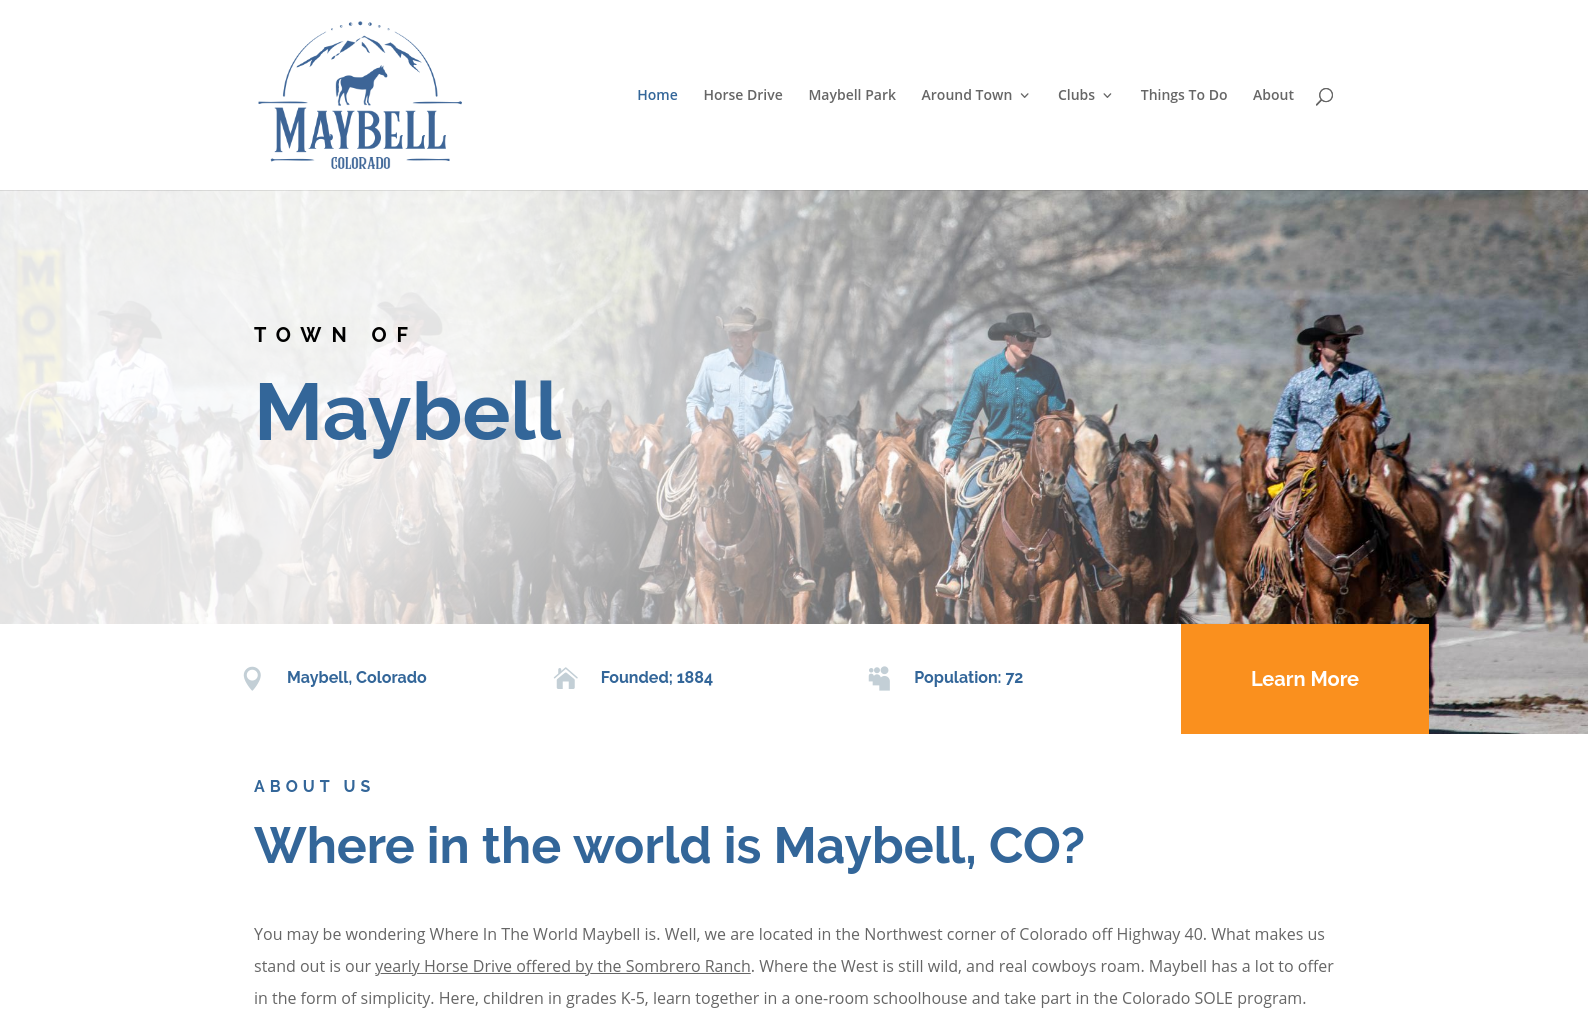 MAYBELL
COLORADO
Home Horse Drive Maybell Park Around Town Clubs Things To Do About
MOTEL
TOWN OF
Maybell
Maybell, Colorado Founded; 1884 Population: 72 Learn More
ABOUT US
Where in the world is Maybell, CO?
You may be wondering Where In The World Maybell is. Well, we are located in the Northwest corner of Colorado off Highway 40. What makes us
stand out is our yearly Horse Drive offered by the Sombrero Ranch. Where the West is still wild, and real cowboys roam. Maybell has a lot to offer
in the form of simplicity. Here, children in grades K-5, learn together in a one-room schoolhouse and take part in the Colorado SOLE program.